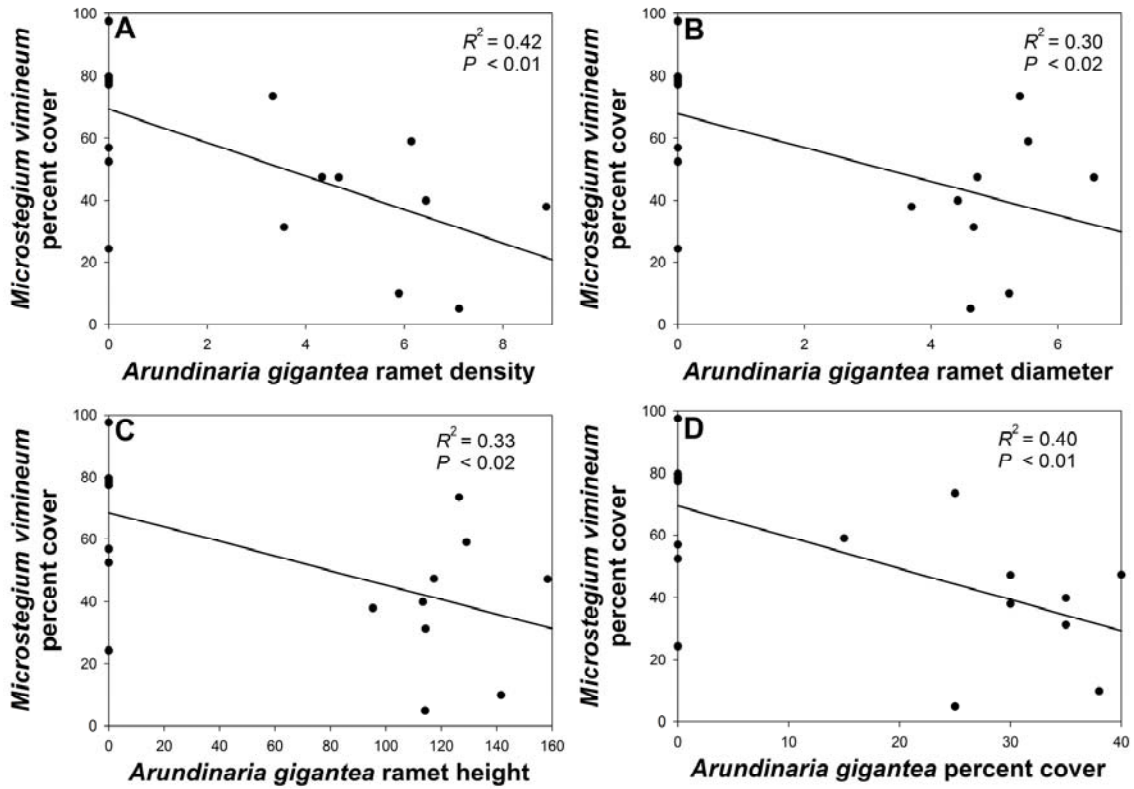 A
R² = 0.42
P < 0.01
100
80
60
40
20
0
0 2 4 6 8
Microstegium vimineum
percent cover
Arundinaria gigantea ramet density
B
R² = 0.30
P < 0.02
100
80
60
40
20
0
0 2 4 6
Microstegium vimineum
percent cover
Arundinaria gigantea ramet diameter
C
R² = 0.33
P < 0.02
100
80
60
40
20
0
0 20 40 60 80 100 120 140 160
Microstegium vimineum
percent cover
Arundinaria gigantea ramet height
D
R² = 0.40
P < 0.01
100
80
60
40
20
0
0 10 20 30 40
Microstegium vimineum
percent cover
Arundinaria gigantea percent cover